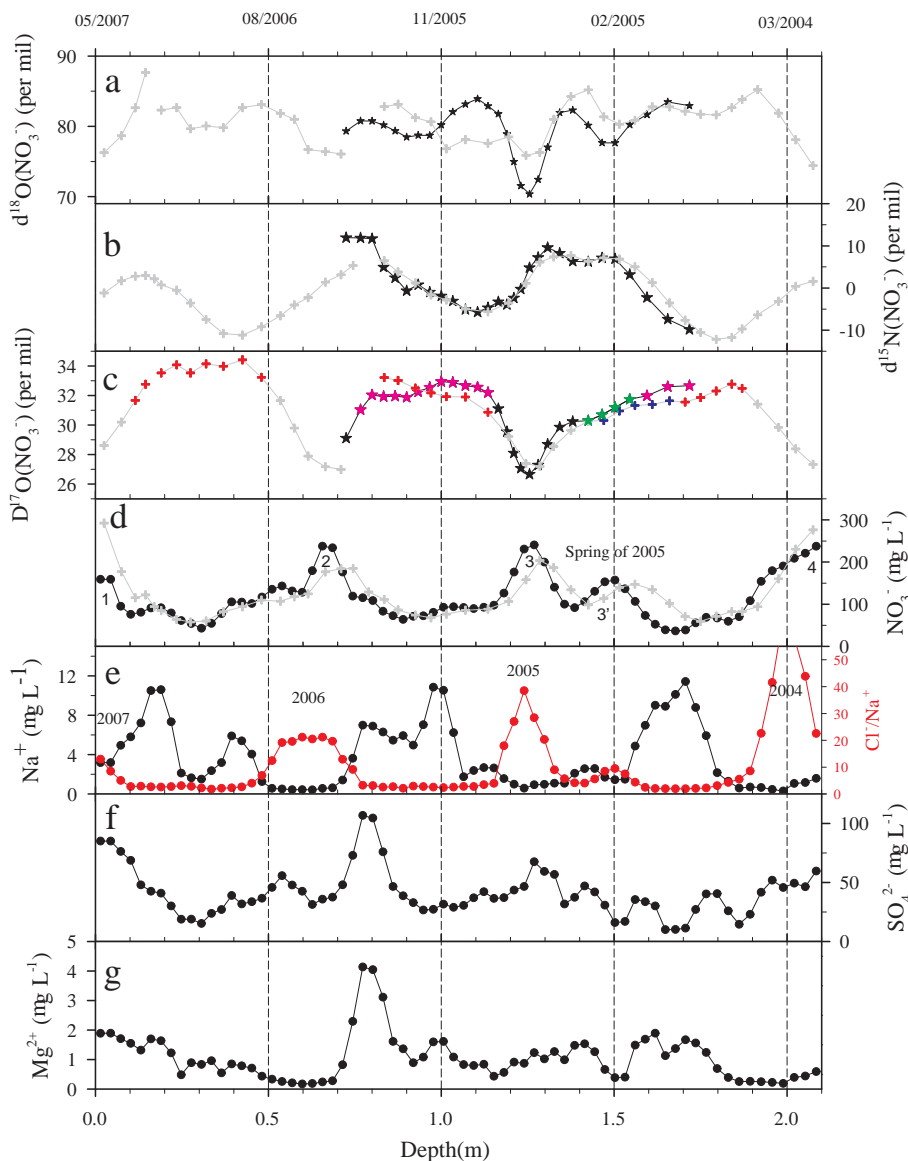 05/2007 08/2006 11/2005 02/2005 03/2004
a
90
80
70
d¹⁸O(NO₃⁻) (per mil)
b
20
10
0
-10
d¹⁵N(NO₃⁻) (per mil)
c
34
32
30
28
26
D¹⁷O(NO₃⁻) (per mil)
d
1
2
3
Spring of 2005
3'
4
300
200
100
0
NO₃⁻ (mg L⁻¹)
e
12
8
4
0
Na⁺ (mg L⁻¹)
2007
2006
2005
2004
50
40
30
20
10
0
Cl⁻/Na⁺
f
100
50
0
SO₄²⁻ (mg L⁻¹)
g
5
4
3
2
1
0
Mg²⁺ (mg L⁻¹)
0.0 0.5 1.0 1.5 2.0
Depth(m)